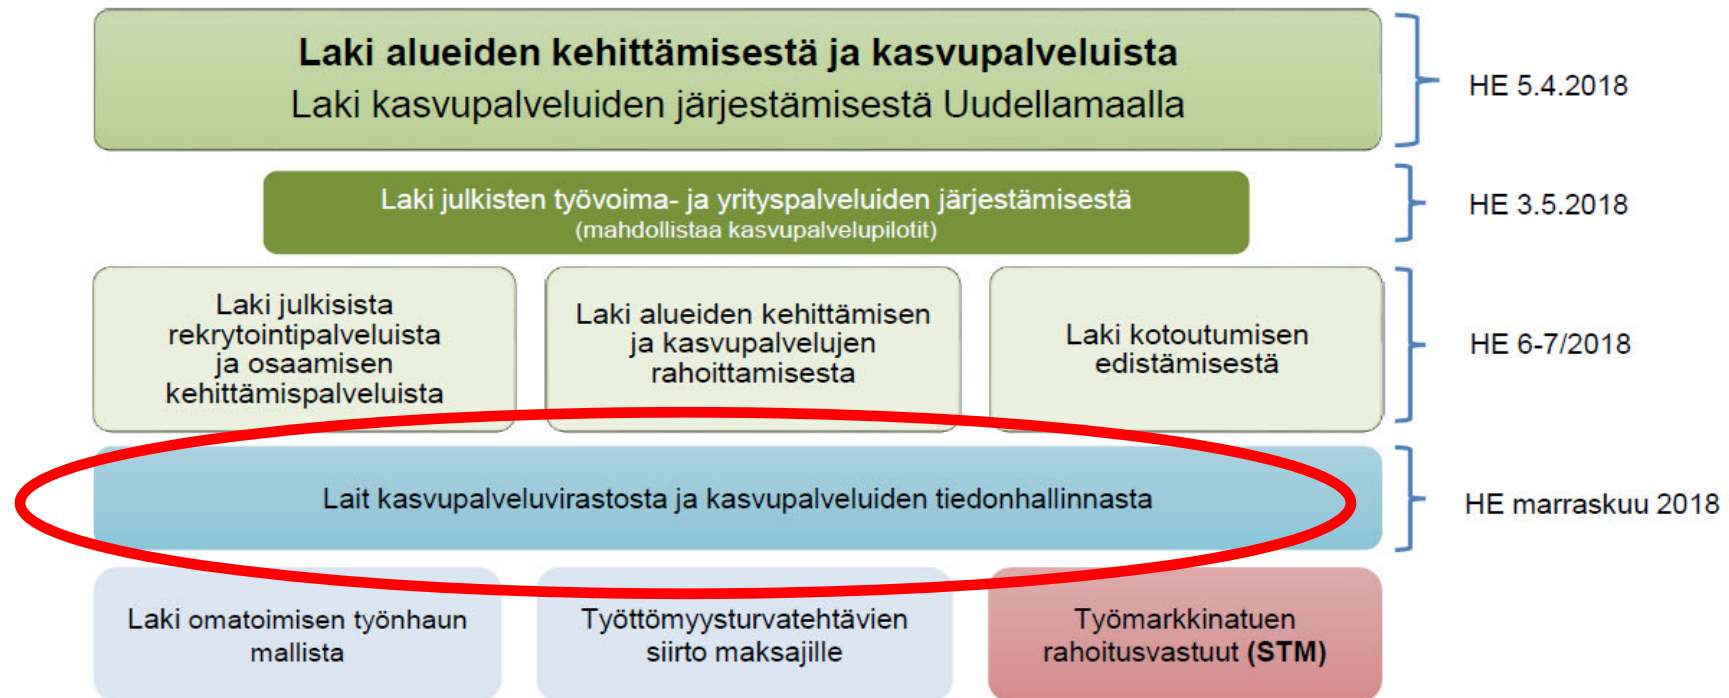 Laki alueiden kehittämisestä ja kasvupalveluista
Laki kasvupalveluiden järjestämisestä Uudellamaalla
HE 5.4.2018
Laki julkisten työvoima- ja yrityspalveluiden järjestämisestä
(mahdollistaa kasvupalvelupilotit)
HE 3.5.2018
Laki julkisista
rekrytointipalveluista
ja osaamisen
kehittämispalveluista
Laki alueiden kehittämisen
ja kasvupalvelujen
rahoittamisesta
Laki kotoutumisen
edistämisestä
HE 6-7/2018
Lait kasvupalveluvirastosta ja kasvupalveluiden tiedonhallinnasta
HE marraskuu 2018
Laki omatoimisen työnhaun
mallista
Työttömyysturvatehtävien
siirto maksajille
Työmarkkinatuen
rahoitusvastuut (STM)